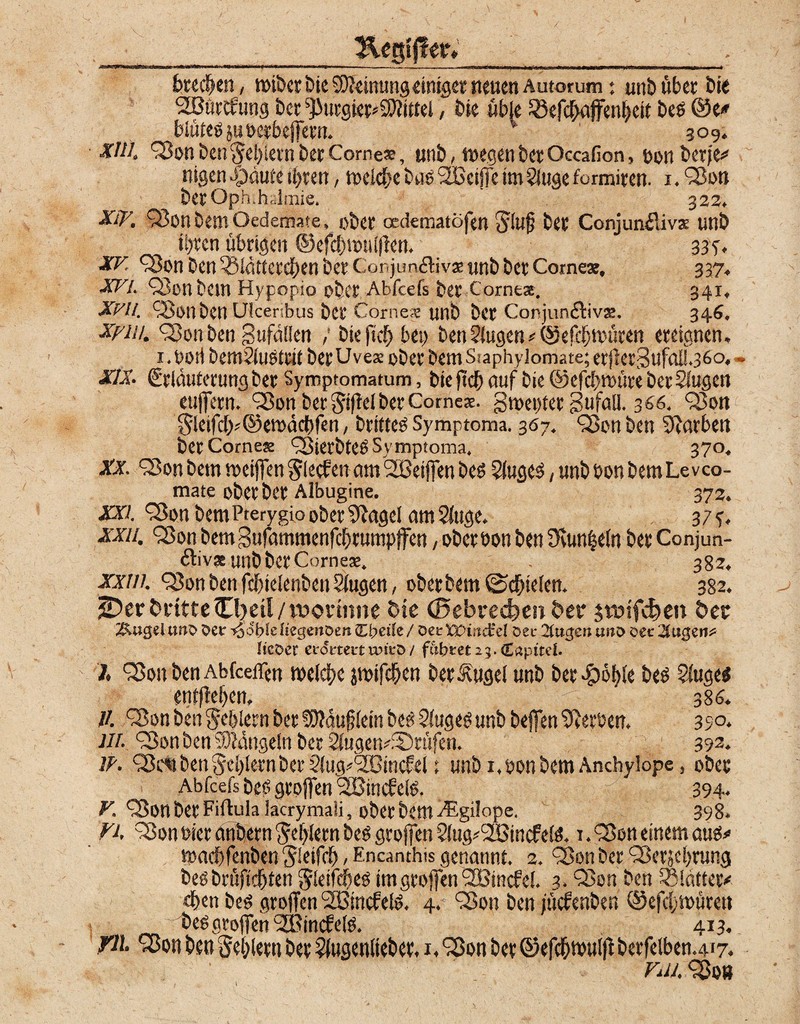 Register.
brechen, wider die Meinung einiger neuen Autorum: und über die
Würckung der Purgier-Mittel, die üble Beschaffenheit des Ge-
blütes zu verbessern. 309.
XIII. Von den Fehlern der Corneæ, und, wegen der Occasion, von derje-
nigen Häute ihren, welche das Weisse im Auge formiren. 1. Von
der Ophthalmie. 322.
XIV. Von dem Oedemate, oder œdematösen Fluß der Conjunctivæ und
ihren übrigen Geschwulsten. 335.
XV. Von den Blätterchen der Conjunctivæ und der Corneæ. 337.
XVI. Von dem Hypopio oder Abscess der Corneæ. 341.
XVII. Von den Ulceribus der Corneæ und der Conjunctivæ. 346.
XVIII. Von den Zufällen, die sich bey den Augen-Geschwüren ereignen.
1. von dem Austrit der Uveæ oder dem Staphylomate; erster Zufall. 360.
XIX. Erläuterung der Symptomatum, die sich auf die Geschwüre der Augen
eussern. Von der Fistel der Corneæ. Zweyter Zufall. 366. Von
Fleisch-Gewächsen, drittes Symptoma. 367. Von den Narben
der Corneæ Vierdtes Symptoma. 370.
XX. Von dem weissen Flecken am Weissen des Auges, und von dem Levco-
mate oder der Albugine. 372.
XXI. Von dem Pterygio oder Nagel am Auge. 375.
XXII. Von dem Zusammenschrumpffen, oder von den Runtzeln der Conjun-
ctivæ und der Corneæ. 382.
XXIII. Von den schielenden Augen, oder dem Schielen. 382.
Der dritte Theil / worinne die Gebrechen der zwischen der
Kugel und der Höhle liegenden Theile / der Winckel der Augen und der Augen-
lieder erörtert wird / führet 23. Capitel.
I. Von den Abscessen welche zwischen der Kugel und der Höhle des Auges
entstehen. 386.
II. Von den Fehlern der Mäußlein des Auges und dessen Nerven. 390.
III. Von den Mängeln der Augen-Drüsen. 392.
IV. Von den Fehlern der Aug-Winckel: und 1. von dem Anchylope, oder
Abscess des grossen Winckels. 394.
V. Von der Fistula lacrymali, oder dem Ægilope. 398.
VI. Von vier andern Fehlern des grossen Aug-Winckels. 1. Von einem aus-
wachsenden Fleisch, Encanthis genannt. 2. Von der Verzehrung
des drüsichten Fleisches im grossen Winckel. 3. Von den Blätter-
chen des grossen Winckels. 4. Von den jückenden Geschwüren
des grossen Winckels. 413.
VII. Von den Fehlern der Augenlieder. 1. Von der Geschwulst derselben. 417.
VIII. Von